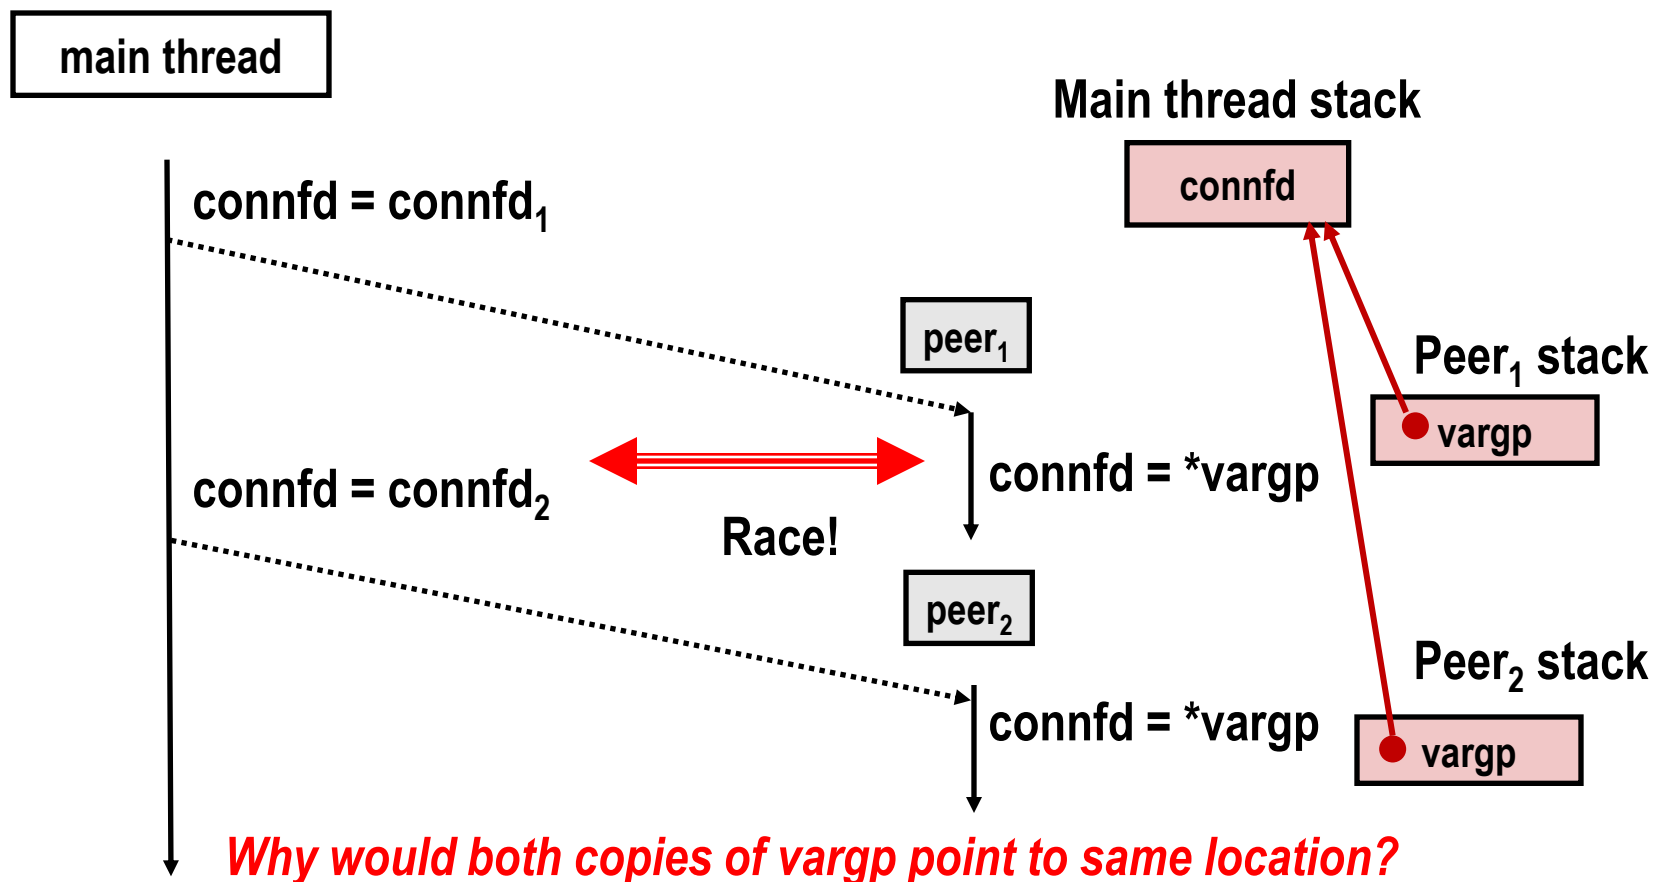 main thread
Main thread stack
connfd
connfd = connfd₁
peer₁
Peer₁ stack
vargp
connfd = *vargp
connfd = connfd₂
Race!
peer₂
Peer₂ stack
connfd = *vargp
vargp
Why would both copies of vargp point to same location?